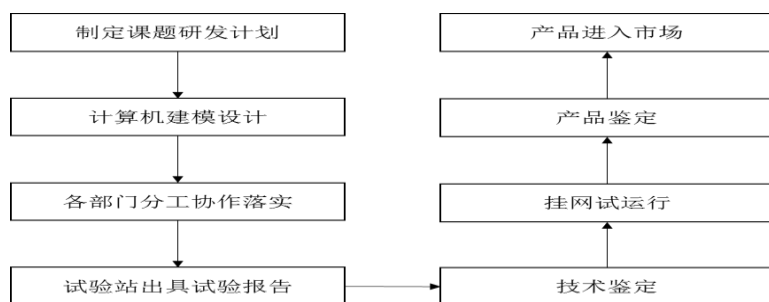 制定课题研发计划
计算机建模设计
各部门分工协作落实
试验站出具试验报告
技术鉴定
挂网试运行
产品鉴定
产品进入市场